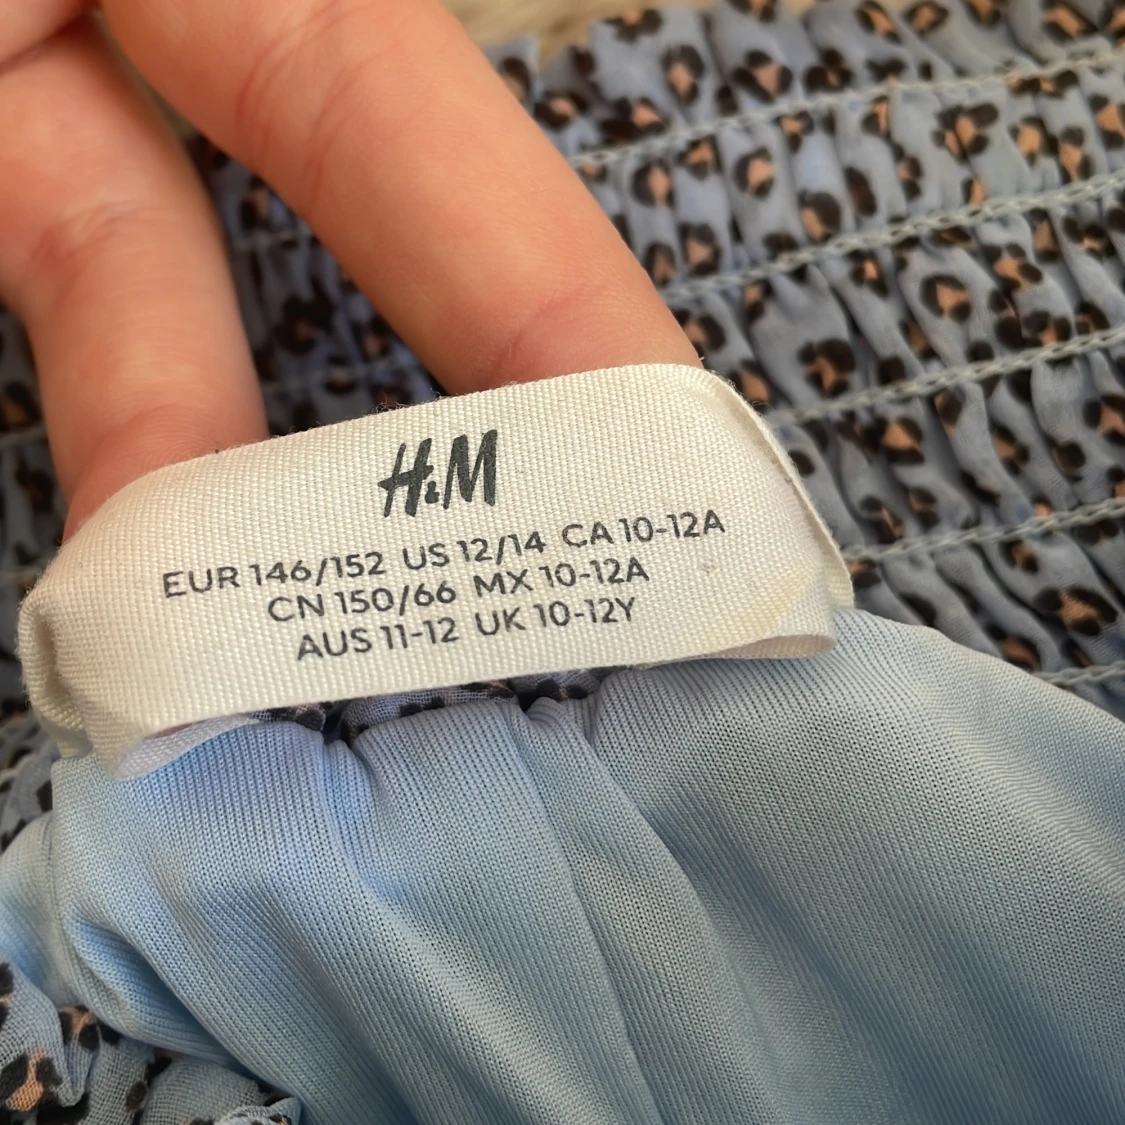 H&M
EUR 146/152 US 12/14 CA 10-12A
CN 150/66 MX 10-12A
AUS 11-12 UK 10-12Y